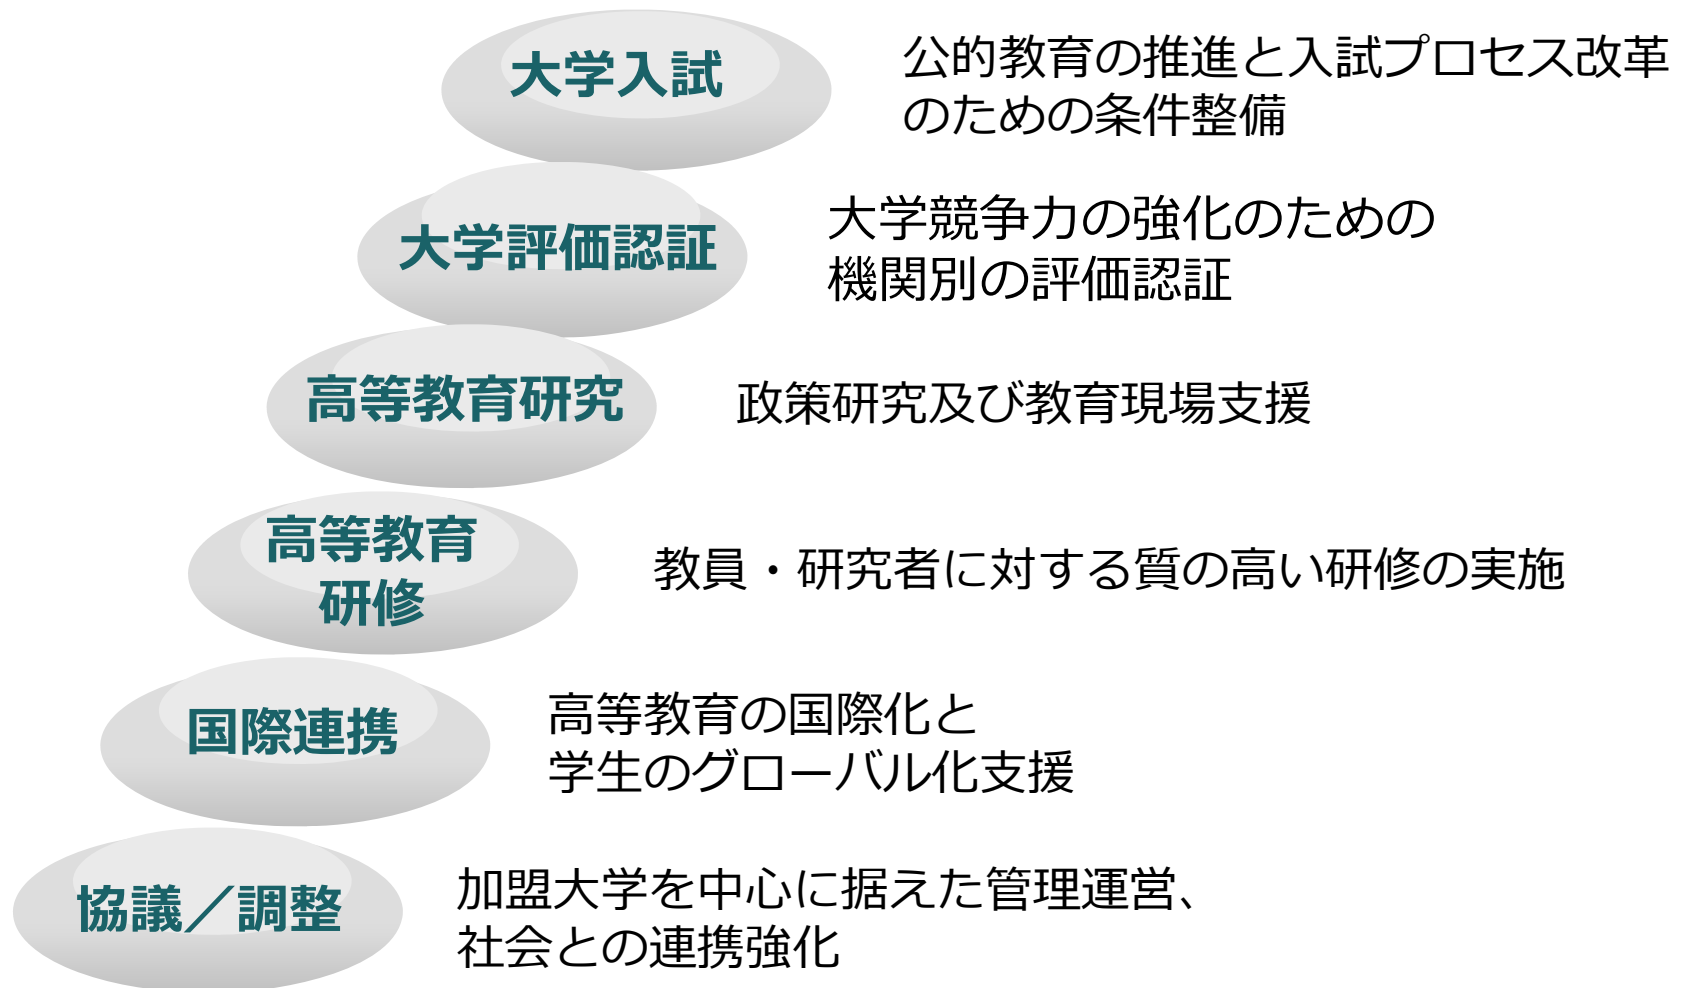 大学入試
公的教育の推進と入試プロセス改革
のための条件整備
大学評価認証
大学競争力の強化のための
機関別の評価認証
高等教育研究
政策研究及び教育現場支援
高等教育
研修
教員・研究者に対する質の高い研修の実施
国際連携
高等教育の国際化と
学生のグローバル化支援
協議／調整
加盟大学を中心に据えた管理運営、
社会との連携強化